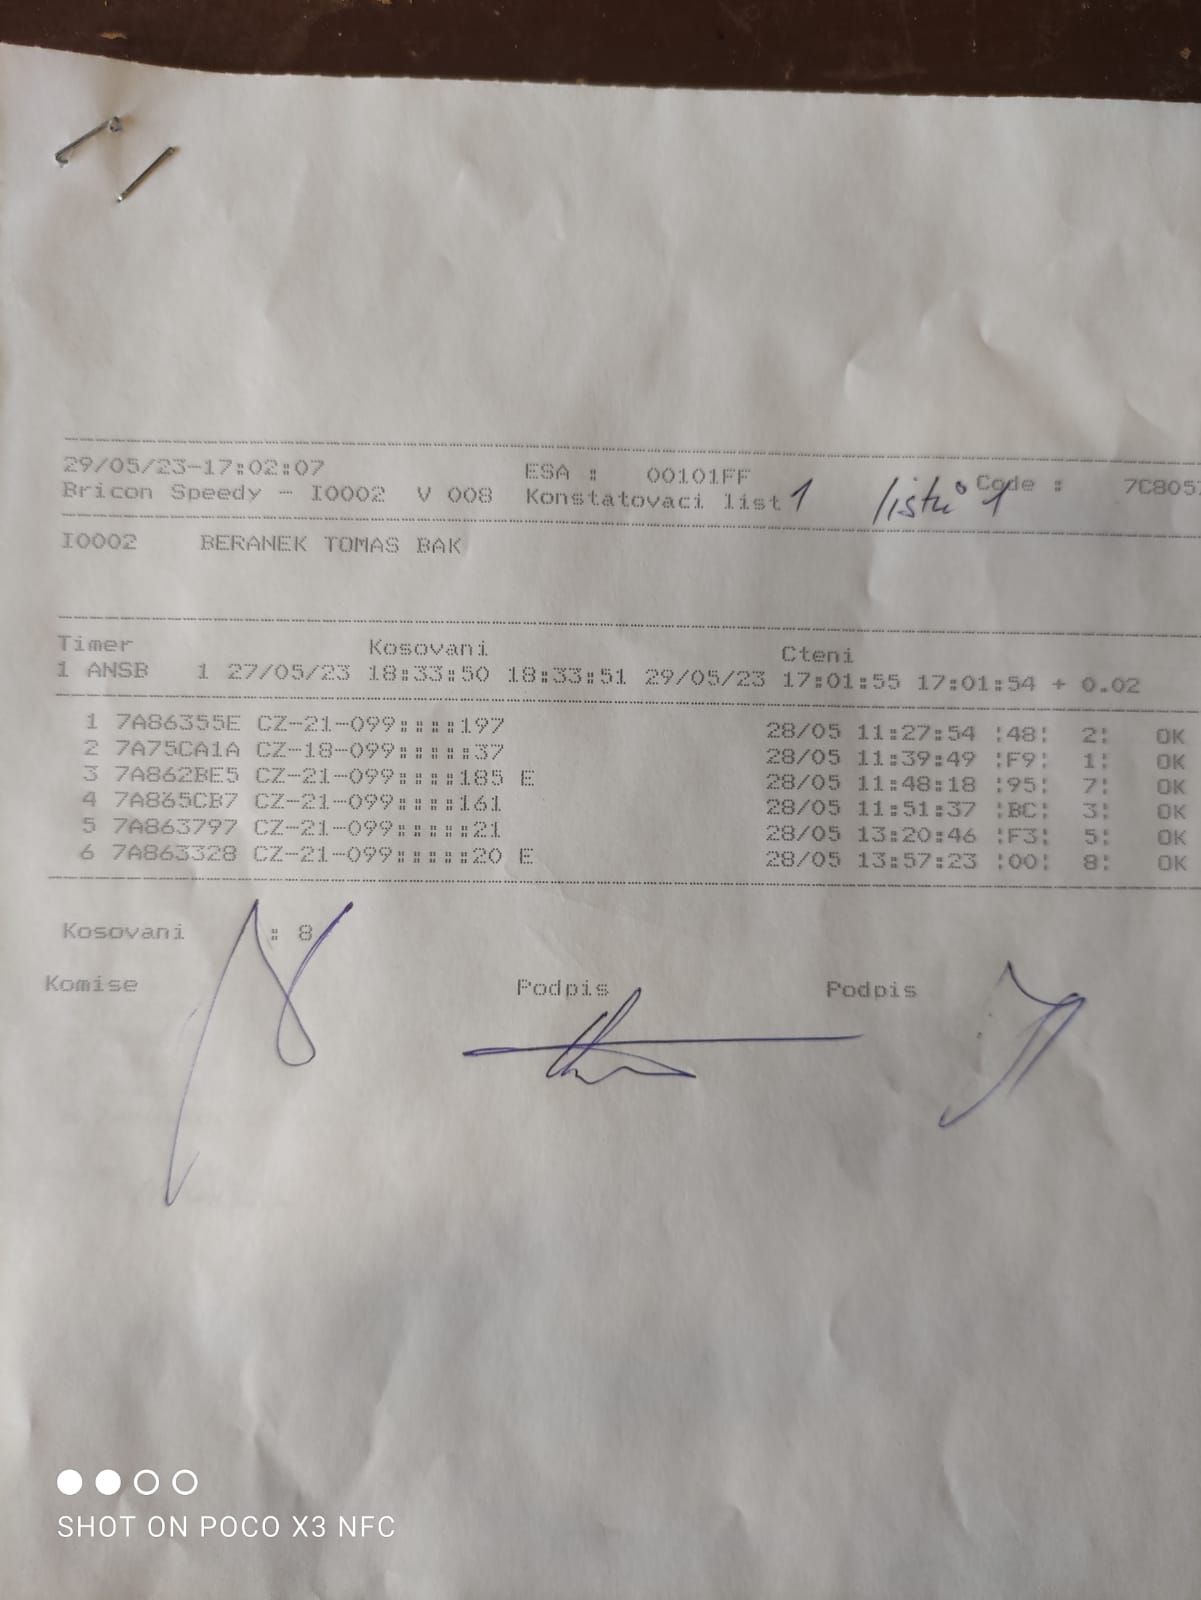 29/05/23-17:02:07 ESA : 00101FF Code :
Bricon Speedy - I0002 V 008 Konstatovaci list 1 lístků 1 7C805
I0002 BERANEK TOMAS BAK
Timer Kosovani Cteni
1 ANSB 1 27/05/23 18:33:50 18:33:51 29/05/23 17:01:55 17:01:54 + 0.02
1 7A86355E CZ-21-099::::197 28/05 11:27:54 :48: 2: OK
2 7A75CA1A CZ-18-099:::::37 28/05 11:39:49 :F9: 1: OK
3 7A862BE5 CZ-21-099::::185 E 28/05 11:48:18 :95: 7: OK
4 7A865CB7 CZ-21-099::::161 28/05 11:51:37 :BC: 3: OK
5 7A863797 CZ-21-099:::::21 28/05 13:20:46 :F3: 5: OK
6 7A863328 CZ-21-099:::::20 E 28/05 13:57:23 :00: 8: OK
Kosovani : 8
Komise Podpis Podpis
SHOT ON POCO X3 NFC